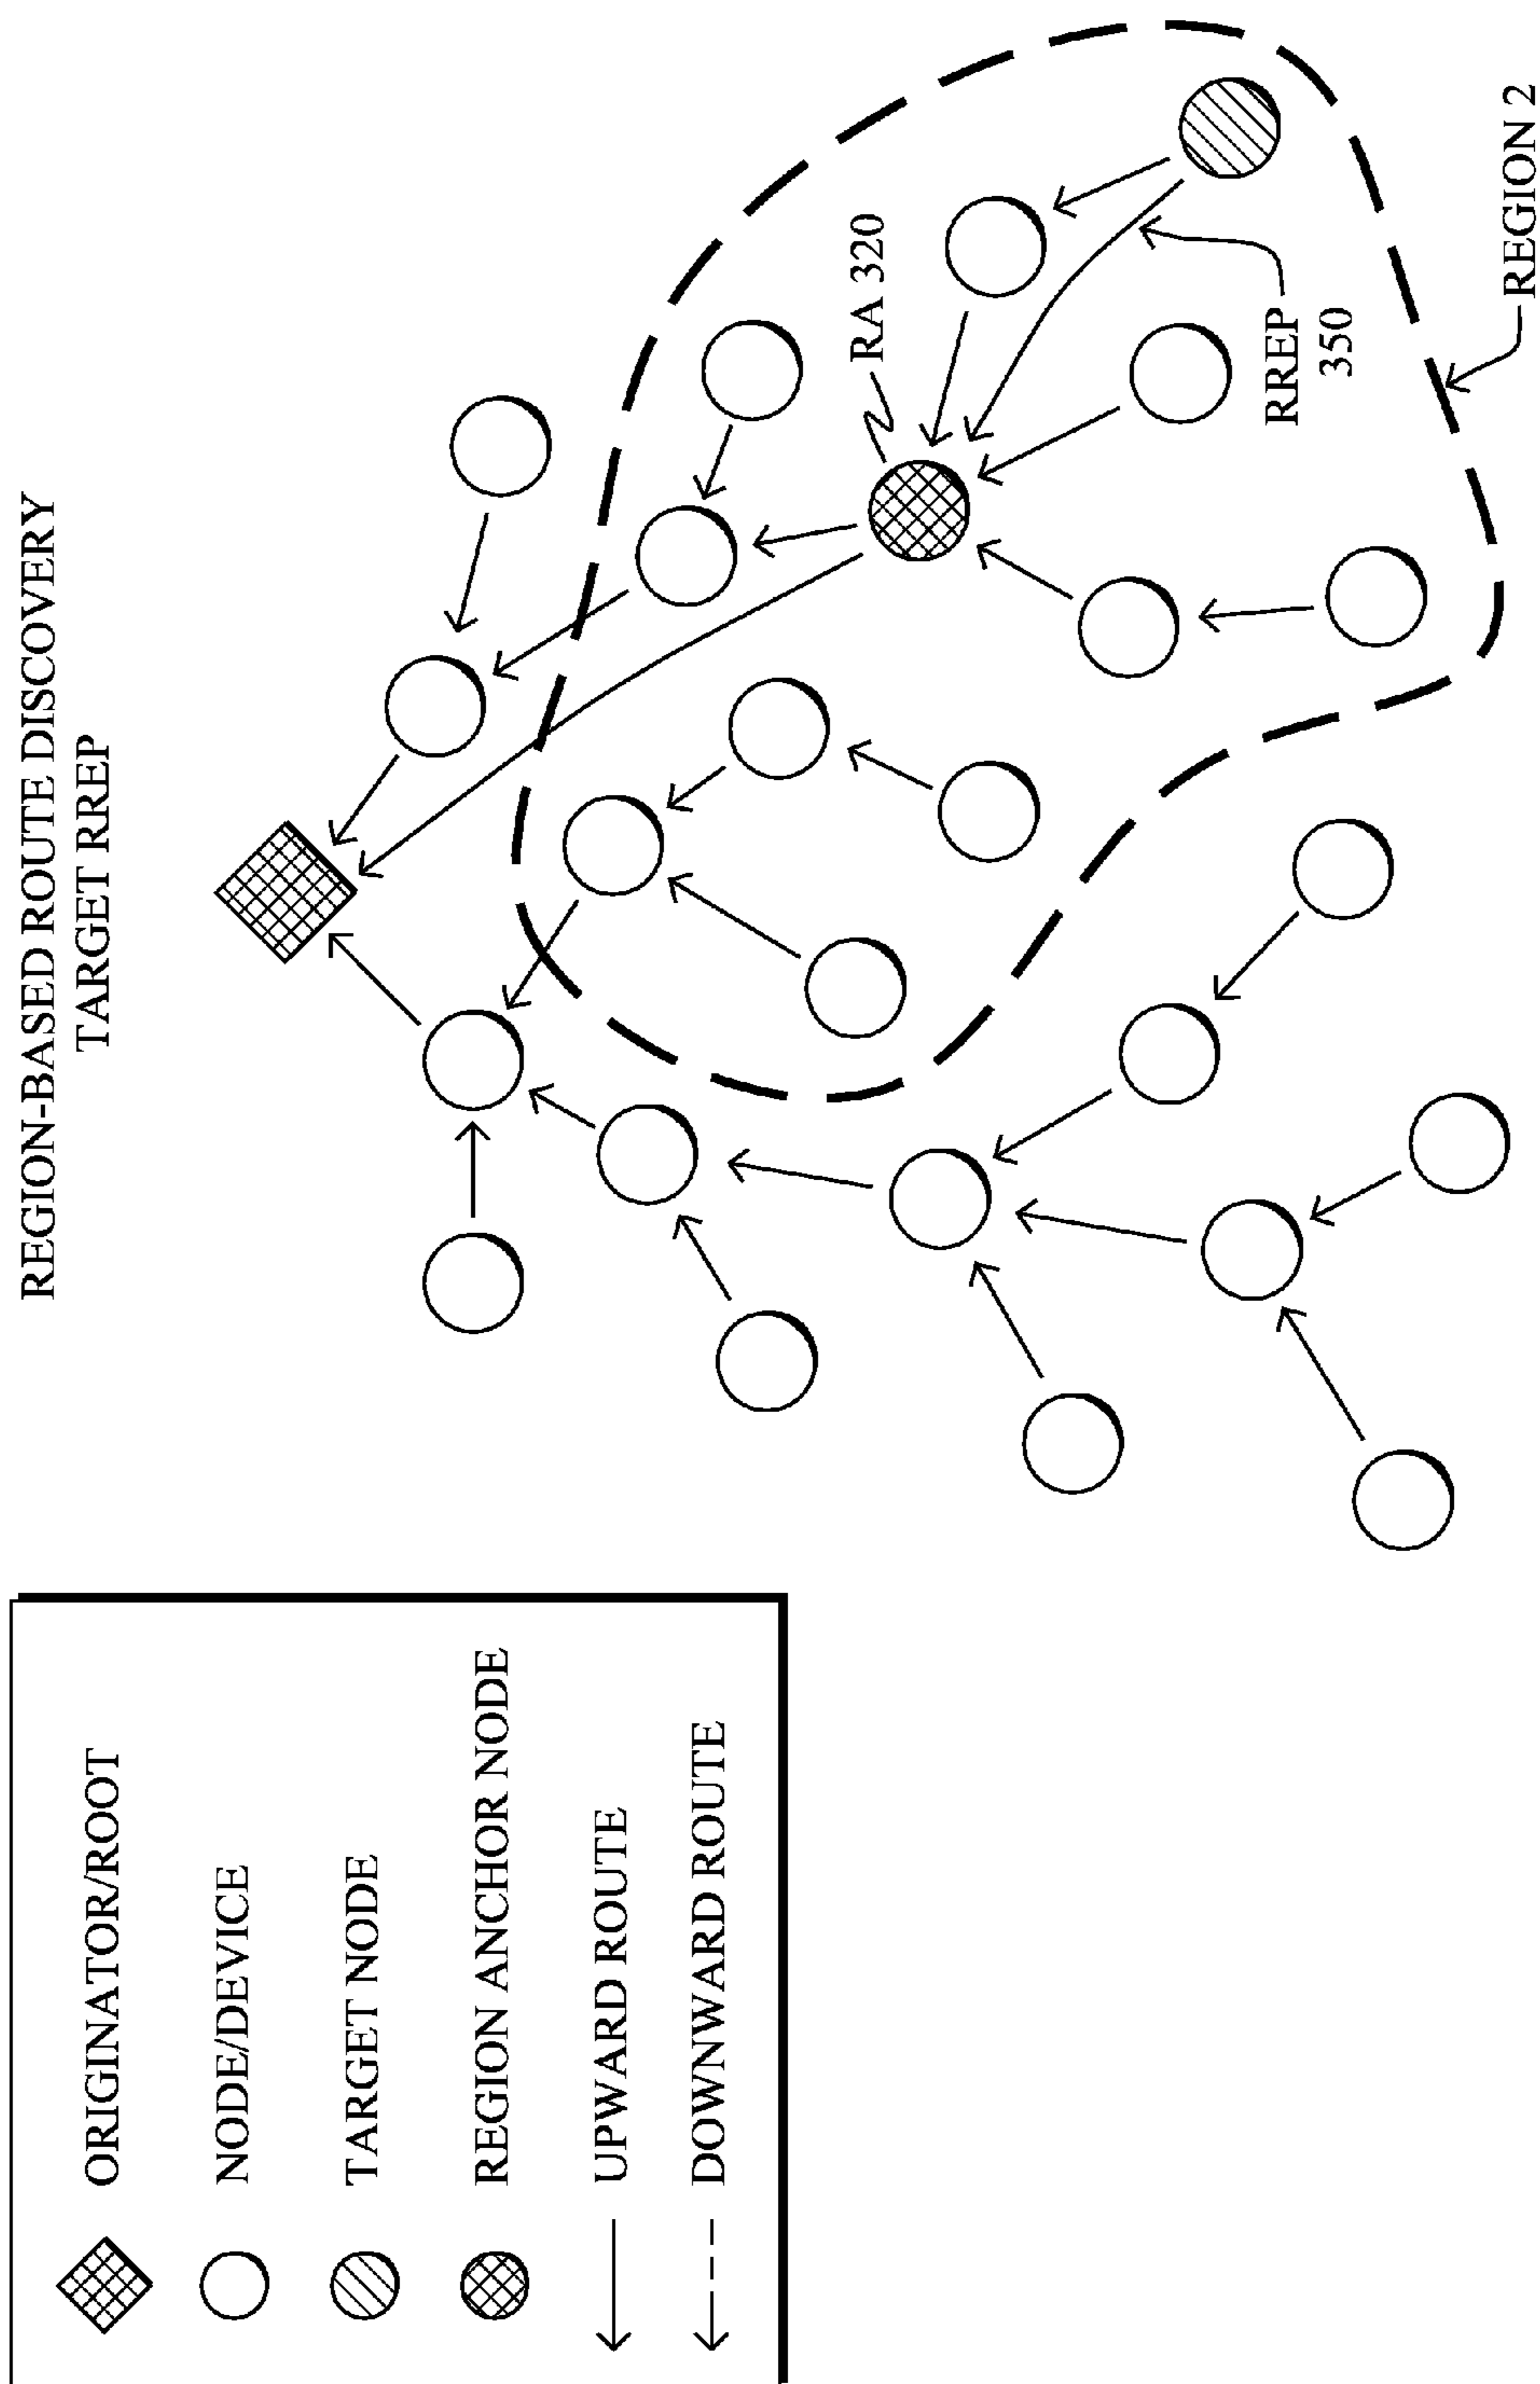 REGION-BASED ROUTE DISCOVERY
TARGET RREP
ORIGINATOR/ROOT
NODE/DEVICE
TARGET NODE
REGION ANCHOR NODE
UPWARD ROUTE
DOWNWARD ROUTE
RA 320
RREP
350
REGION 2